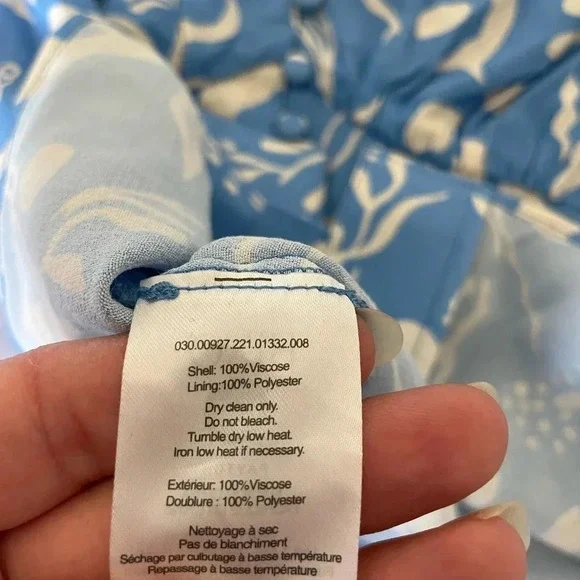 030.00927.221.01332.008
Shell: 100%Viscose
Lining:100% Polyester
Dry clean only.
Do not bleach.
Tumble dry low heat.
Iron low heat if necessary.
Extérieur: 100%Viscose
Doublure : 100% Polyester
Nettoyage à sec
Pas de blanchiment
Séchage par culbutage à basse température
Repassage à basse température